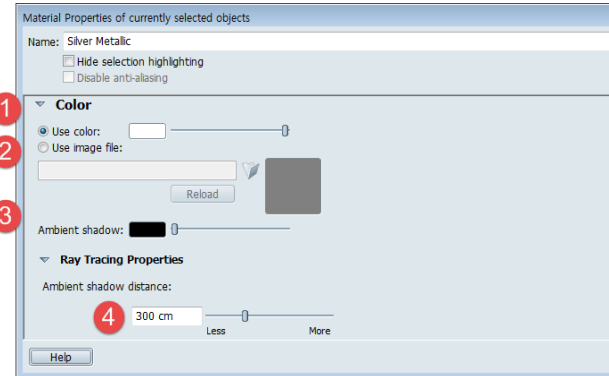 Material Properties of currently selected objects
Name: Silver Metallic
Hide selection highlighting
Disable anti-aliasing
1 Color
Use color:
2 Use image file:
Reload
3
Ambient shadow:
Ray Tracing Properties
Ambient shadow distance:
4 300 cm
Less More
Help